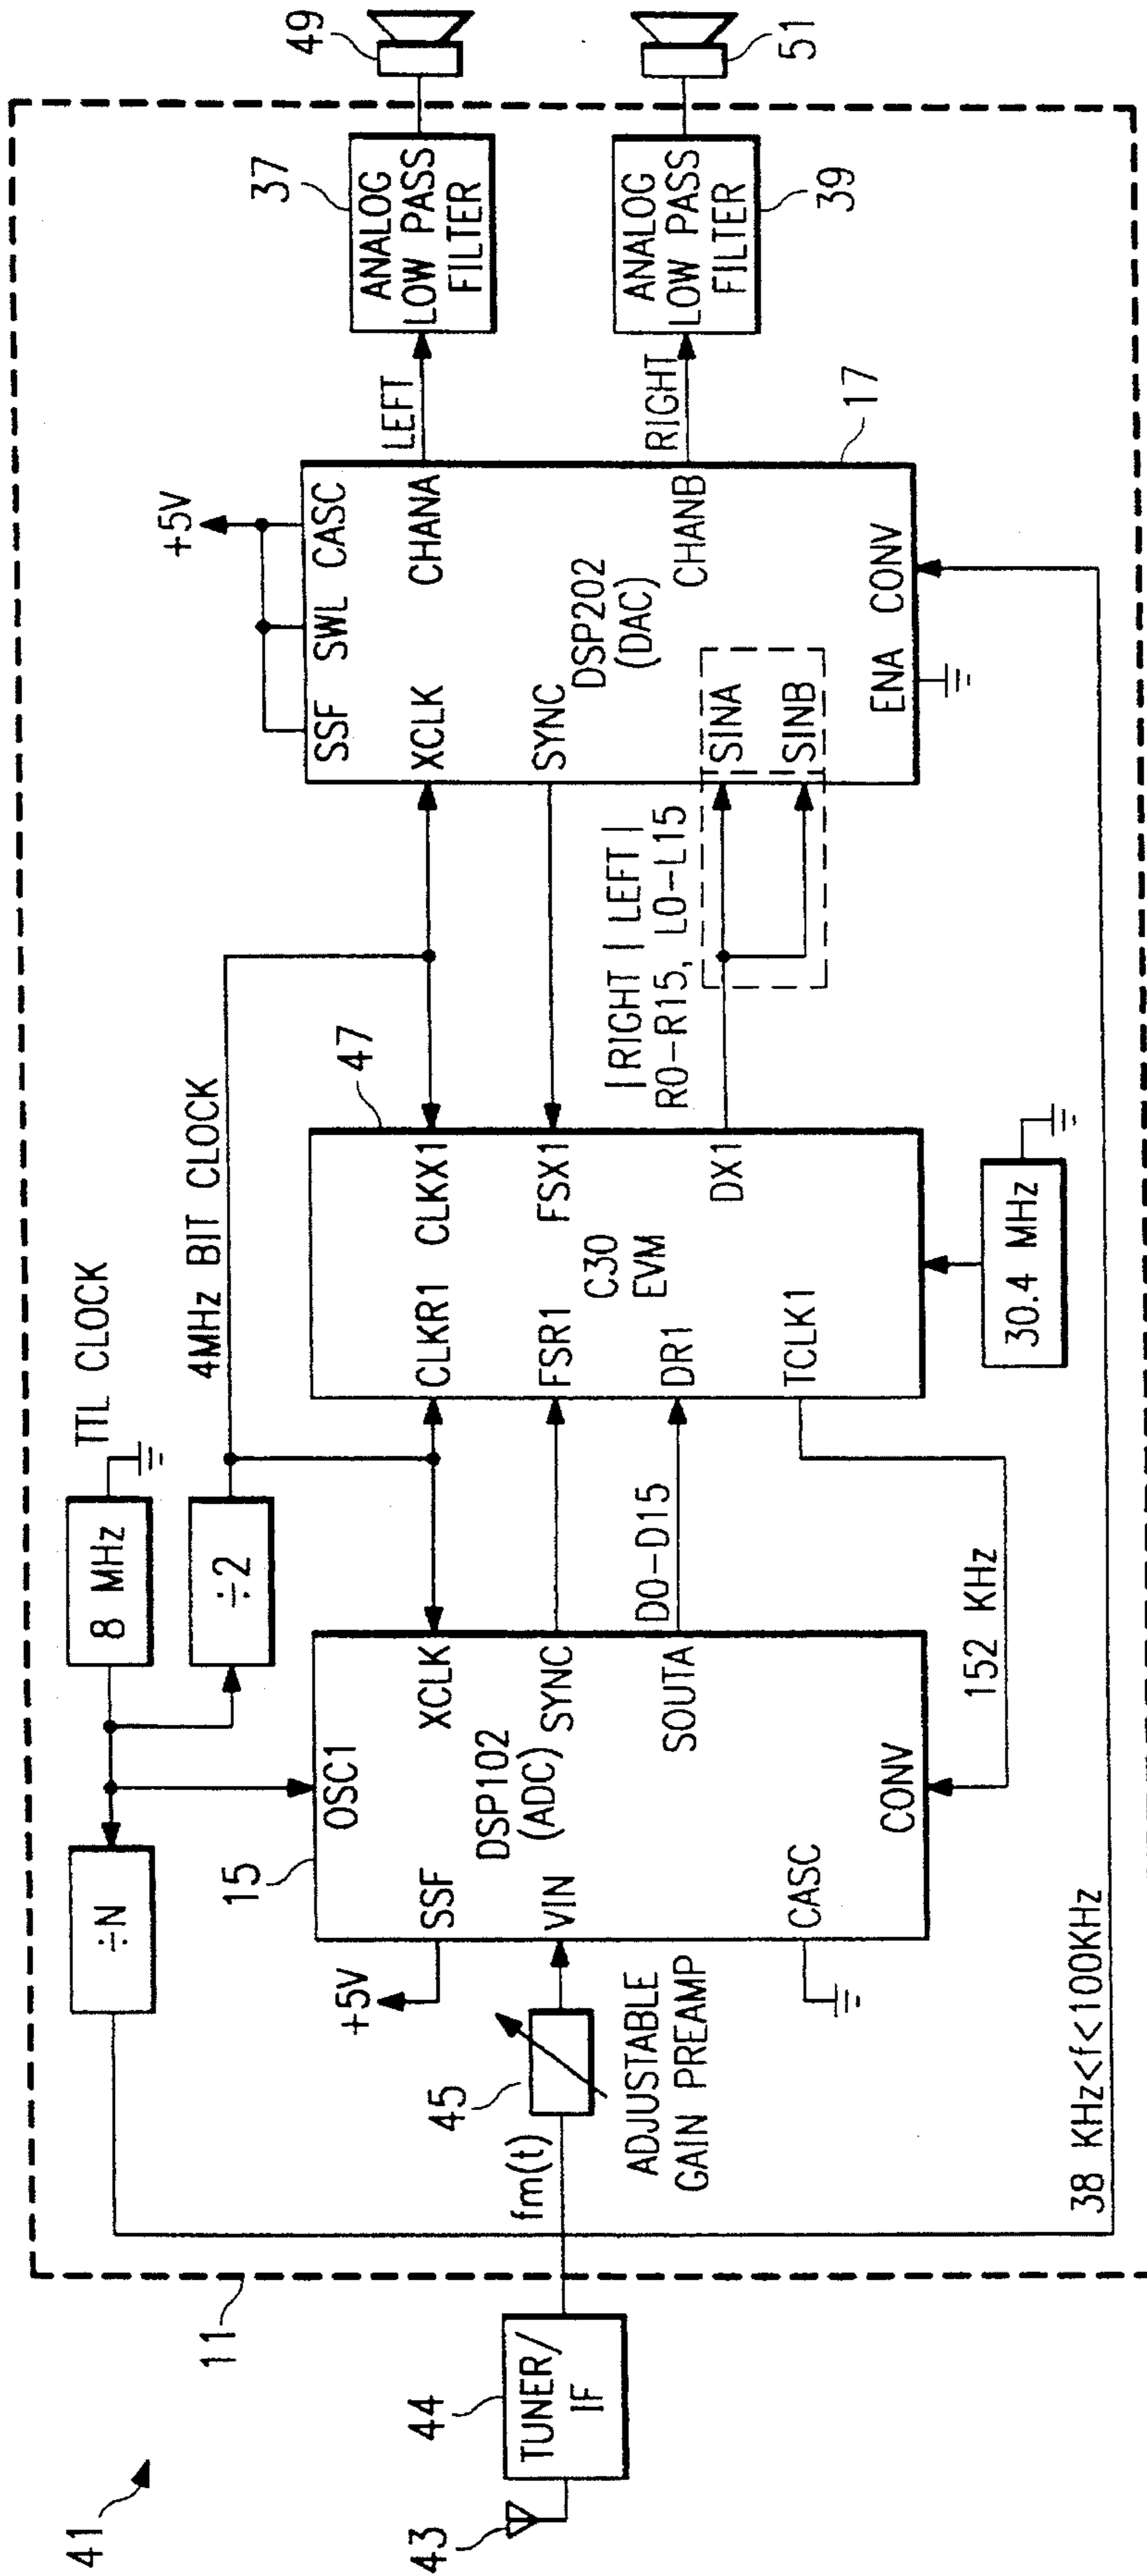 41
43
44
TUNER/
IF
11
fm(t)
45
ADJUSTABLE
GAIN PREAMP
÷N
8 MHz
TTL CLOCK
÷2
4MHz BIT CLOCK
15
+5V
OSC1
SSF
XCLK
VIN
DSP102
(ADC)
SYNC
SOUTA
CASC
CONV
D0-D15
152 KHz
47
CLKR1
CLKX1
FSR1
FSX1
C30
EVM
DR1
DX1
TCLK1
30.4 MHz
|RIGHT | LEFT |
R0-R15, L0-L15
+5V
SSF
SWL
CASC
XCLK
CHANA
SYNC
DSP202
(DAC)
CHANB
SINA
SINB
ENA
CONV
17
38 KHz<f<100KHz
LEFT
RIGHT
37
ANALOG
LOW PASS
FILTER
39
ANALOG
LOW PASS
FILTER
49
51